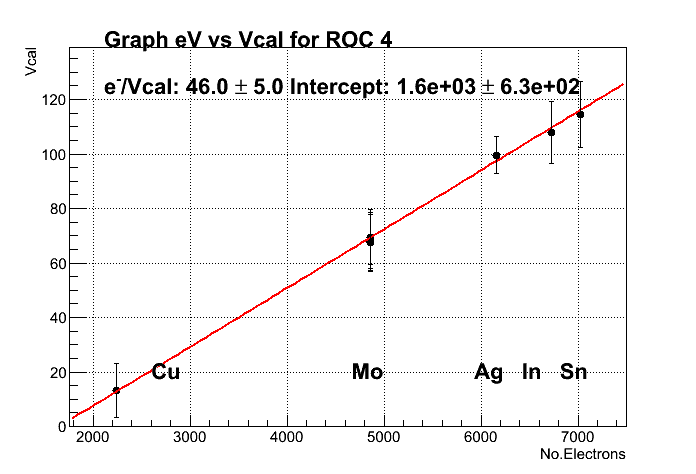 Graph eV vs Vcal for ROC 4
Vcal
e⁻/Vcal: 46.0 ± 5.0 Intercept: 1.6e+03 ± 6.3e+02
120
100
80
60
40
20
0
Cu Mo Ag In Sn
2000 3000 4000 5000 6000 7000
No.Electrons